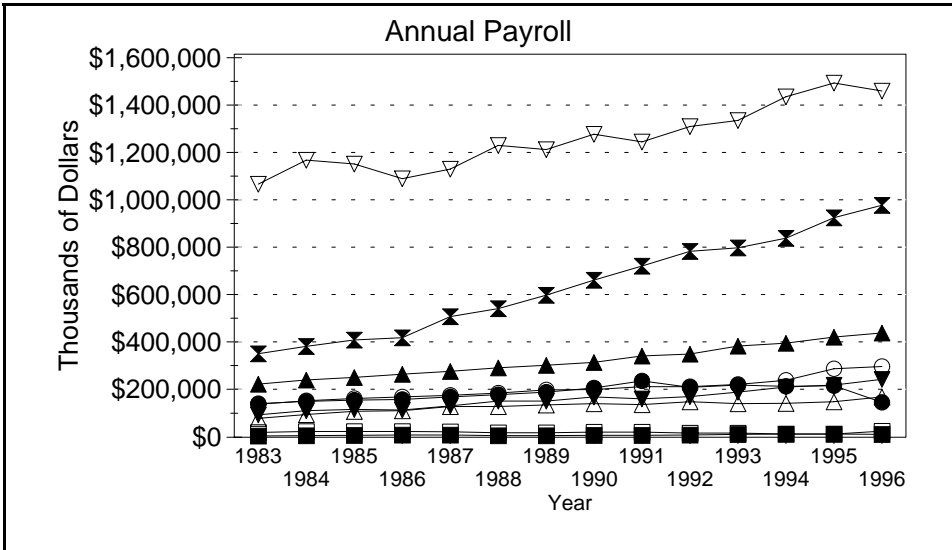 Annual Payroll
$1,600,000
$1,400,000
$1,200,000
$1,000,000
$800,000
$600,000
$400,000
$200,000
$0
Thousands of Dollars
1983 1985 1987 1989 1991 1993 1995
1984 1986 1988 1990 1992 1994 1996
Year